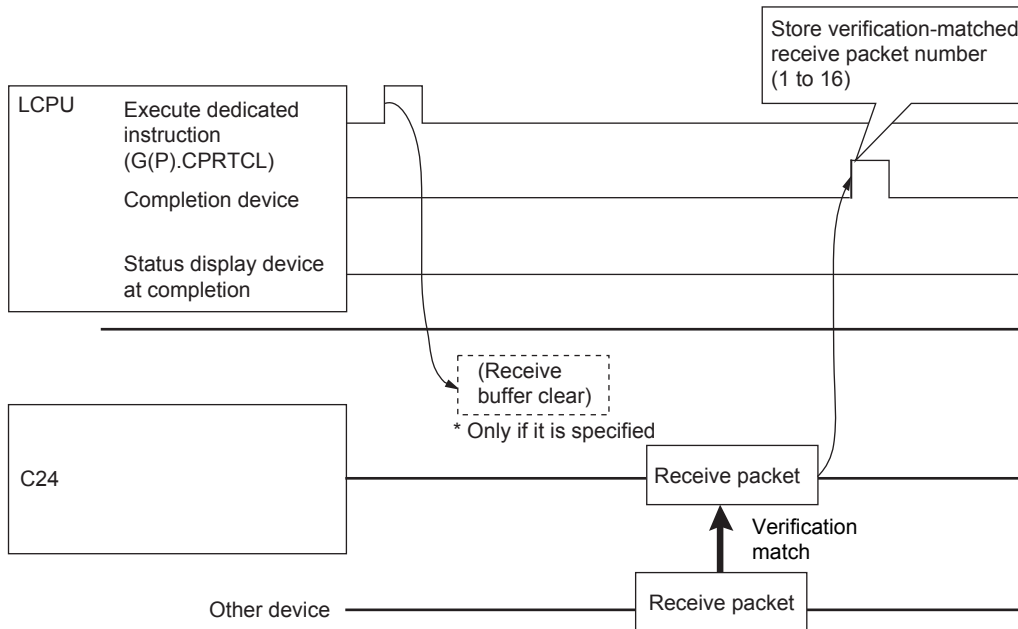 Store verification-matched
receive packet number
(1 to 16)
LCPU
Execute dedicated
instruction
(G(P).CPRTCL)
Completion device
Status display device
at completion
(Receive
buffer clear)
* Only if it is specified
C24
Receive packet
Verification
match
Other device
Receive packet